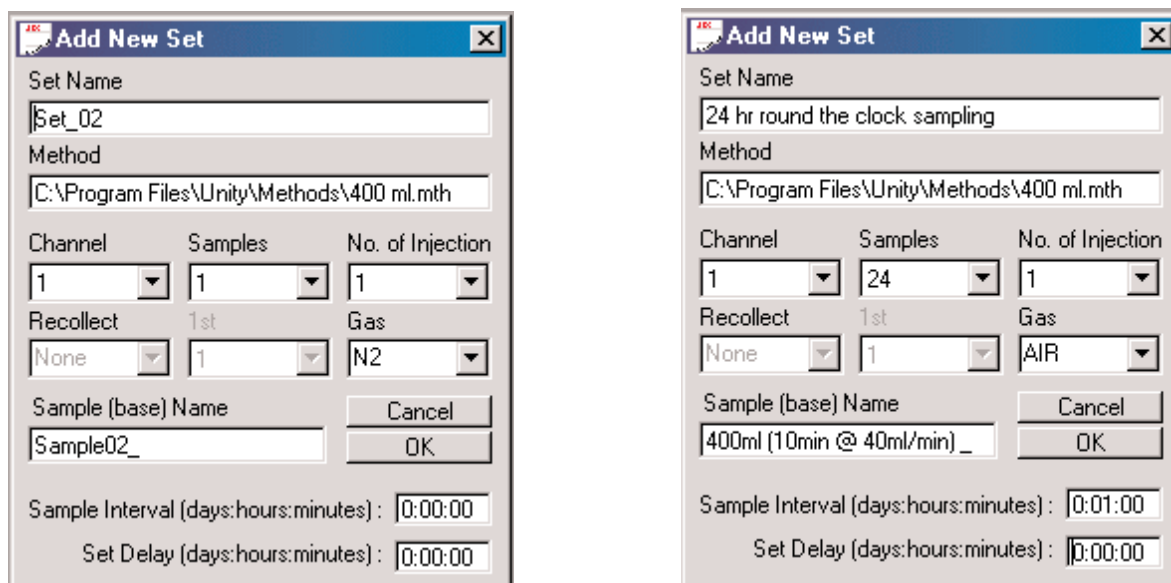 Add New Set
Set Name
Set_02
Method
C:\Program Files\Unity\Methods\400 ml.mth
Channel Samples No. of Injection
1 1 1
Recollect 1st Gas
None 1 N2
Sample (base) Name Cancel
Sample02_ OK
Sample Interval (days:hours:minutes) : 0:00:00
Set Delay (days:hours:minutes) : 0:00:00
Add New Set
Set Name
24 hr round the clock sampling
Method
C:\Program Files\Unity\Methods\400 ml.mth
Channel Samples No. of Injection
1 24 1
Recollect 1st Gas
None 1 AIR
Sample (base) Name Cancel
400ml (10min @ 40ml/min) _ OK
Sample Interval (days:hours:minutes) : 0:01:00
Set Delay (days:hours:minutes) : 0:00:00